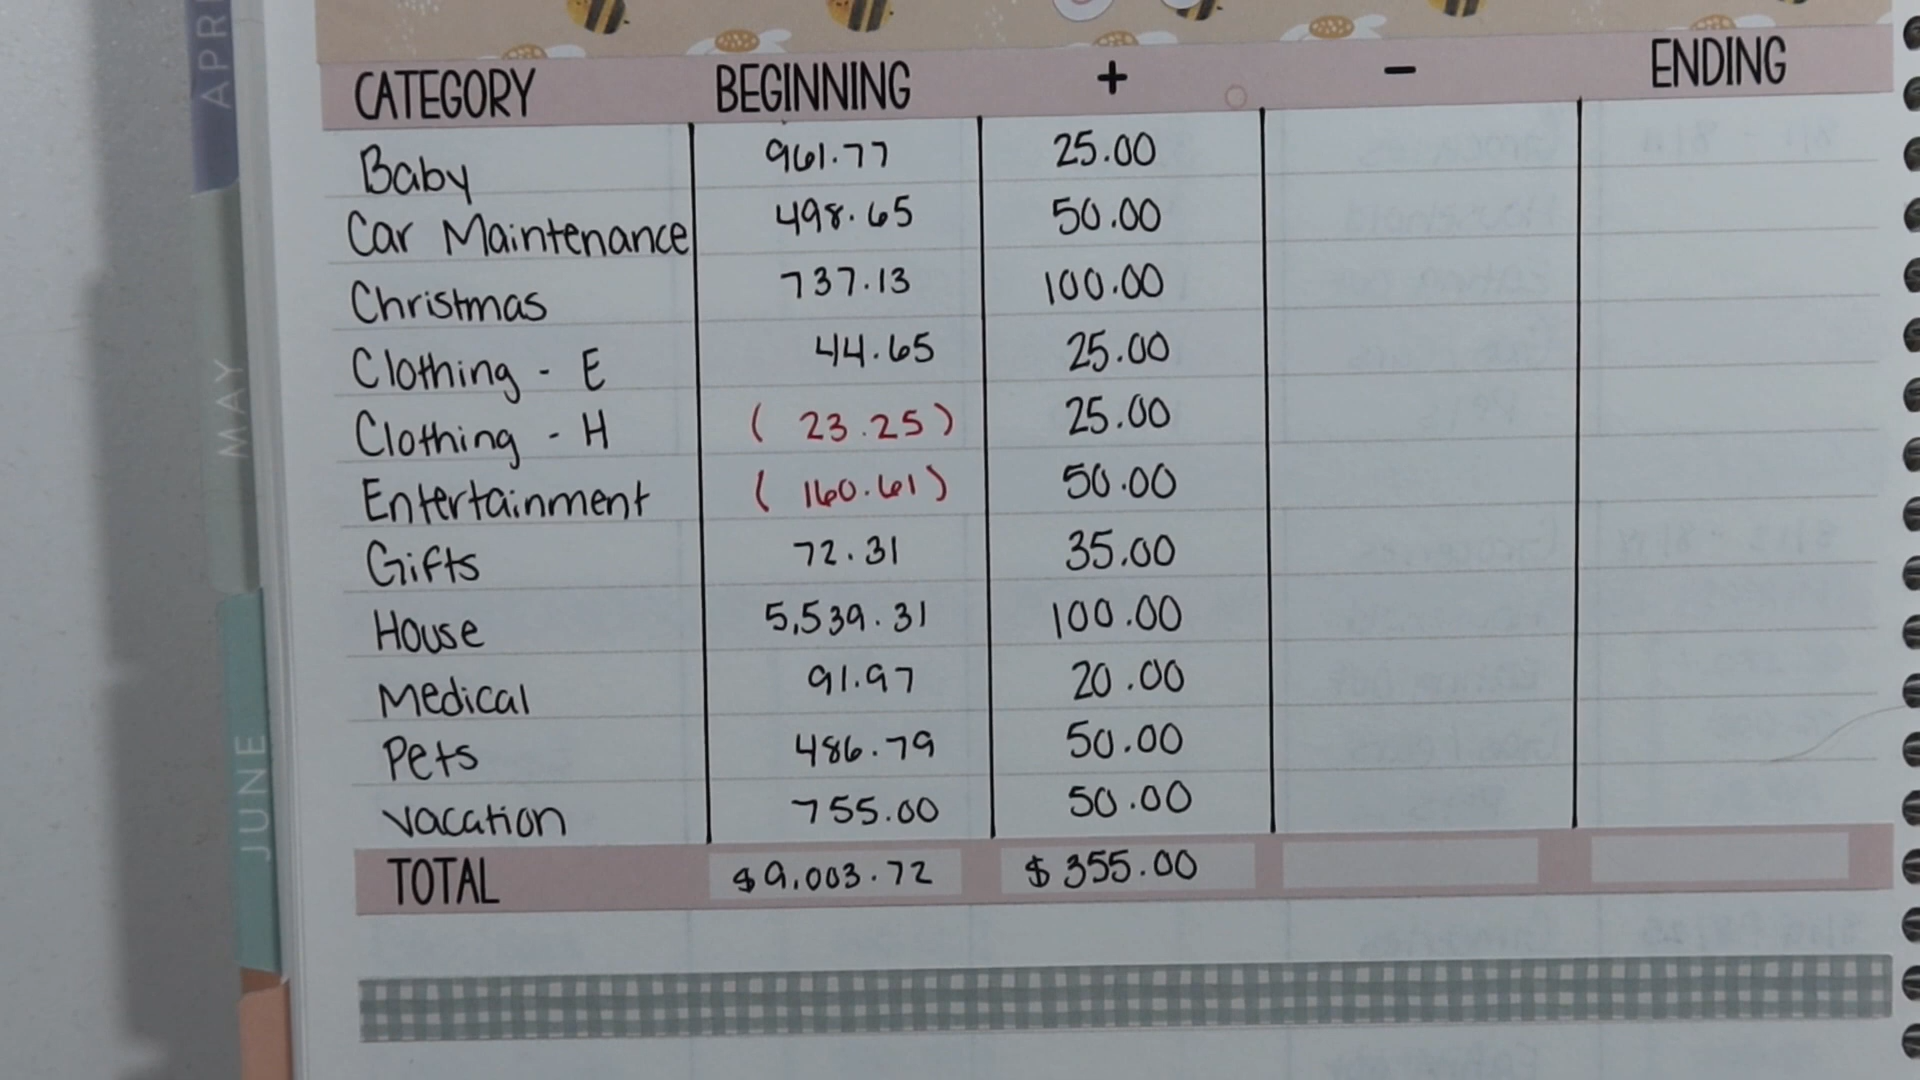 APRI
MAY
JUNE
CATEGORY BEGINNING + - ENDING
Baby 961.77 25.00
Car Maintenance 498.65 50.00
Christmas 737.13 100.00
Clothing - E 44.65 25.00
Clothing - H ( 23.25 ) 25.00
Entertainment ( 160.61 ) 50.00
Gifts 72.31 35.00
House 5,539.31 100.00
Medical 91.97 20.00
Pets 486.79 50.00
Vacation 755.00 50.00
TOTAL $9,003.72 $355.00